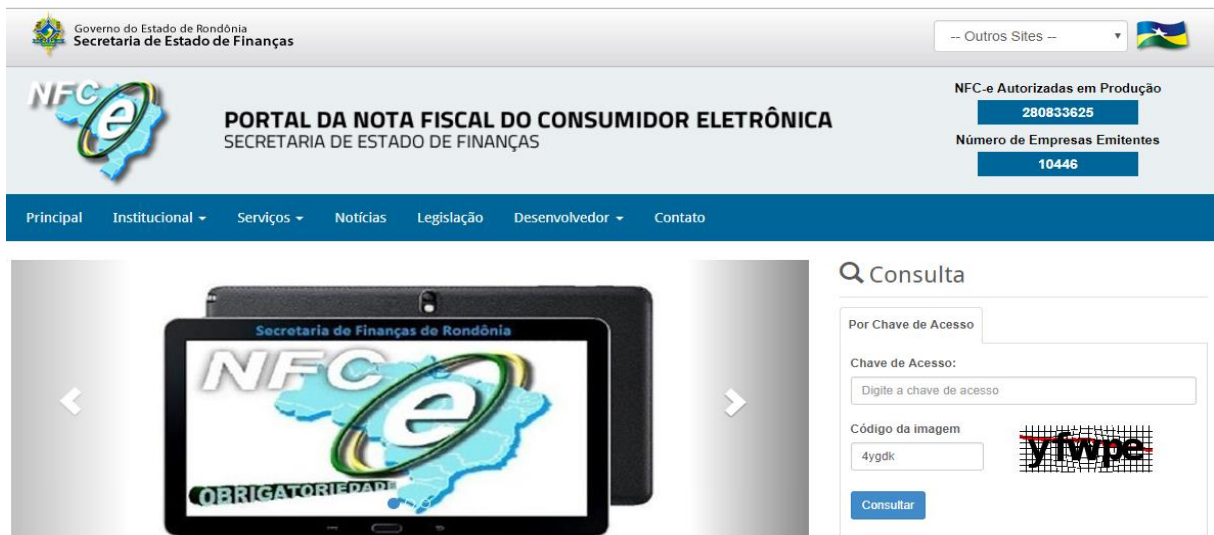 Governo do Estado de Rondônia
Secretaria de Estado de Finanças
-- Outros Sites --
NFC e
PORTAL DA NOTA FISCAL DO CONSUMIDOR ELETRÔNICA
SECRETARIA DE ESTADO DE FINANÇAS
NFC-e Autorizadas em Produção
280833625
Número de Empresas Emitentes
10446
Principal Institucional Serviços Notícias Legislação Desenvolvedor Contato
Secretaria de Finanças de Rondônia
NFC e
OBRIGATORIEDADE
Consulta
Por Chave de Acesso
Chave de Acesso:
Digite a chave de acesso
Código da imagem
4ygdk
yfwpe
Consultar